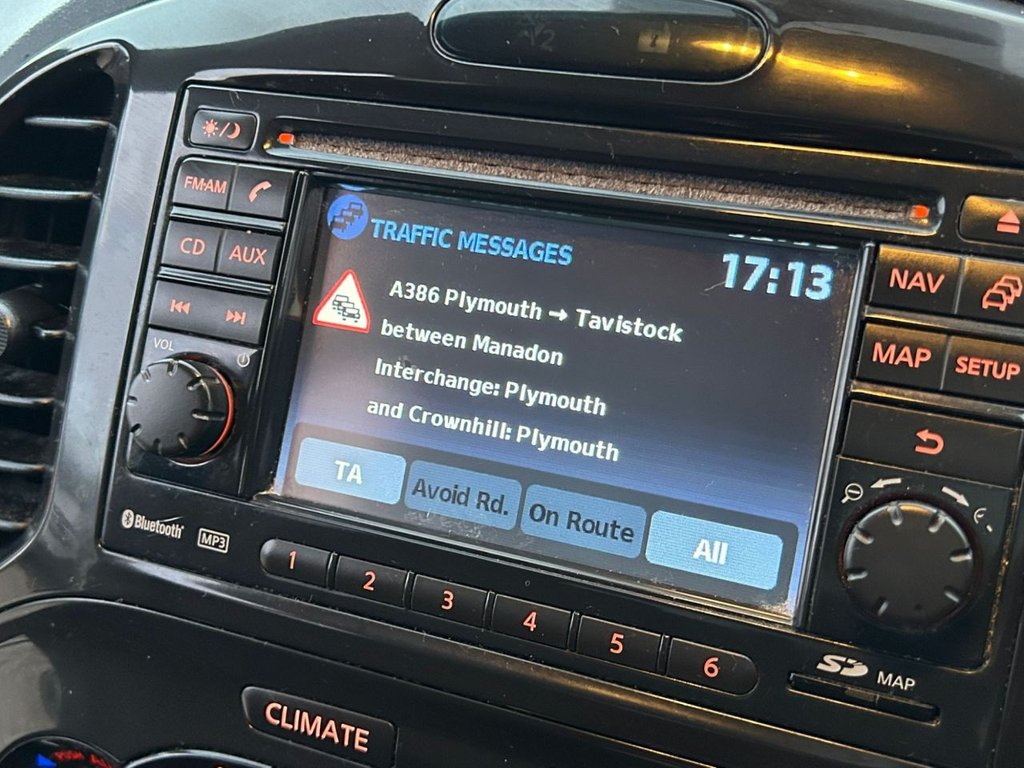 FM·AM
CD
AUX
VOL
TRAFFIC MESSAGES
17:13
A386 Plymouth → Tavistock
between Manadon
Interchange: Plymouth
and Crownhill: Plymouth
TA
Avoid Rd.
On Route
All
NAV
MAP
SETUP
Bluetooth
MP3
1
2
3
4
5
6
SD MAP
CLIMATE
PUSH